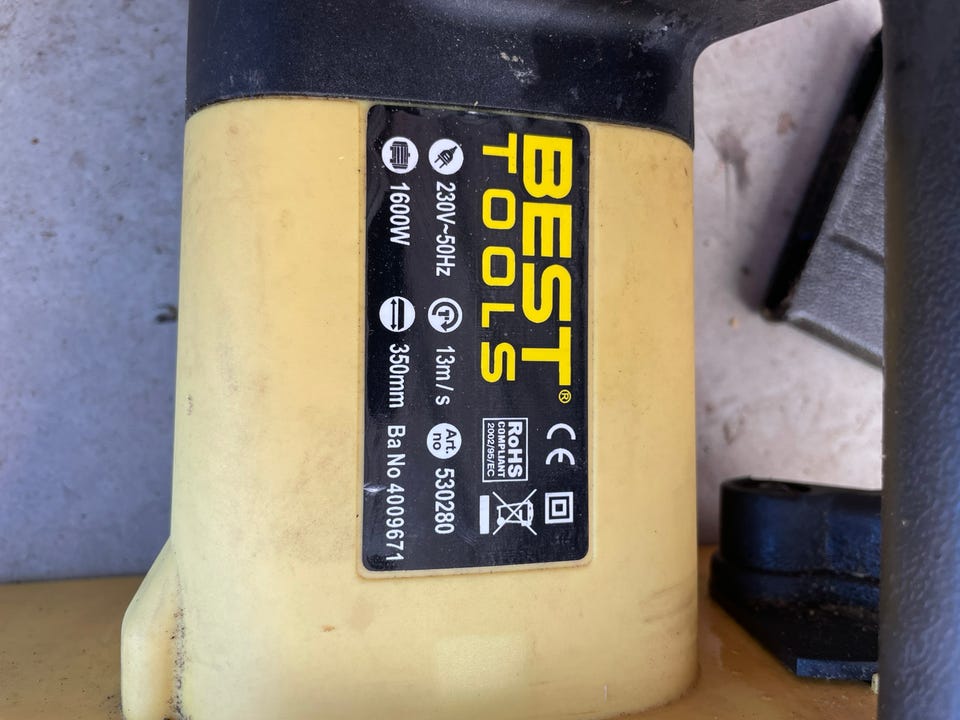 BEST®
TOOLS
CE
RoHS
COMPLIANT
2002/95/EC
230V~50Hz 13m/s Art. no 530280
1600W 350mm Ba No 4009671